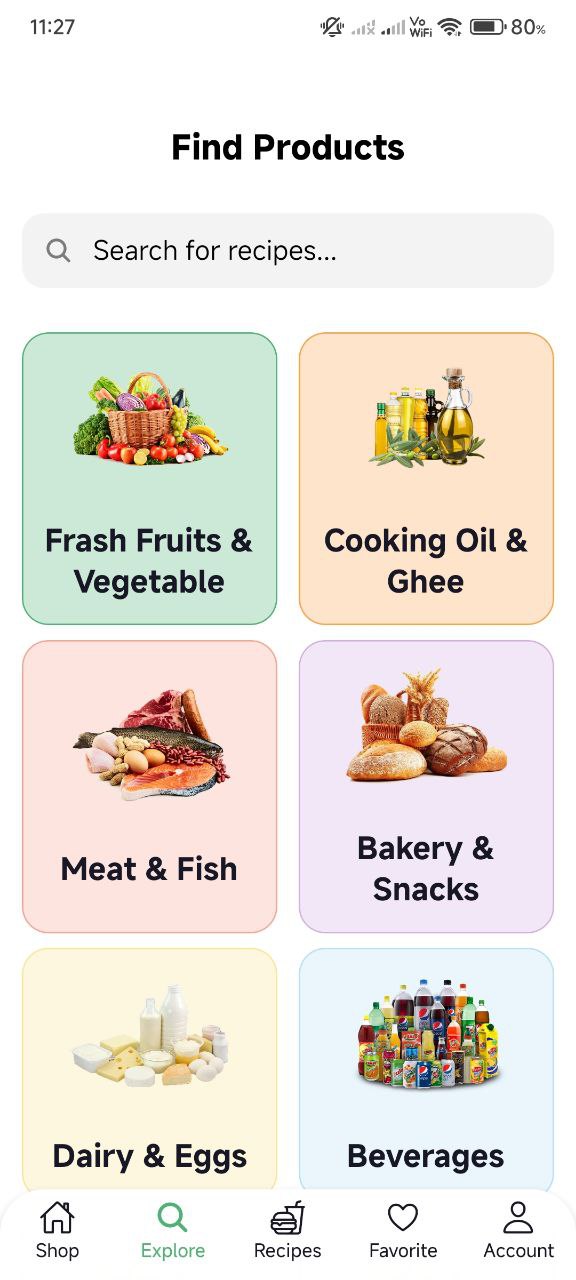 11:27
Vo
WiFi
80%
Find Products
Search for recipes...
Frash Fruits &
Vegetable
Cooking Oil &
Ghee
Meat & Fish
Bakery &
Snacks
Dairy & Eggs
Beverages
Shop
Explore
Recipes
Favorite
Account